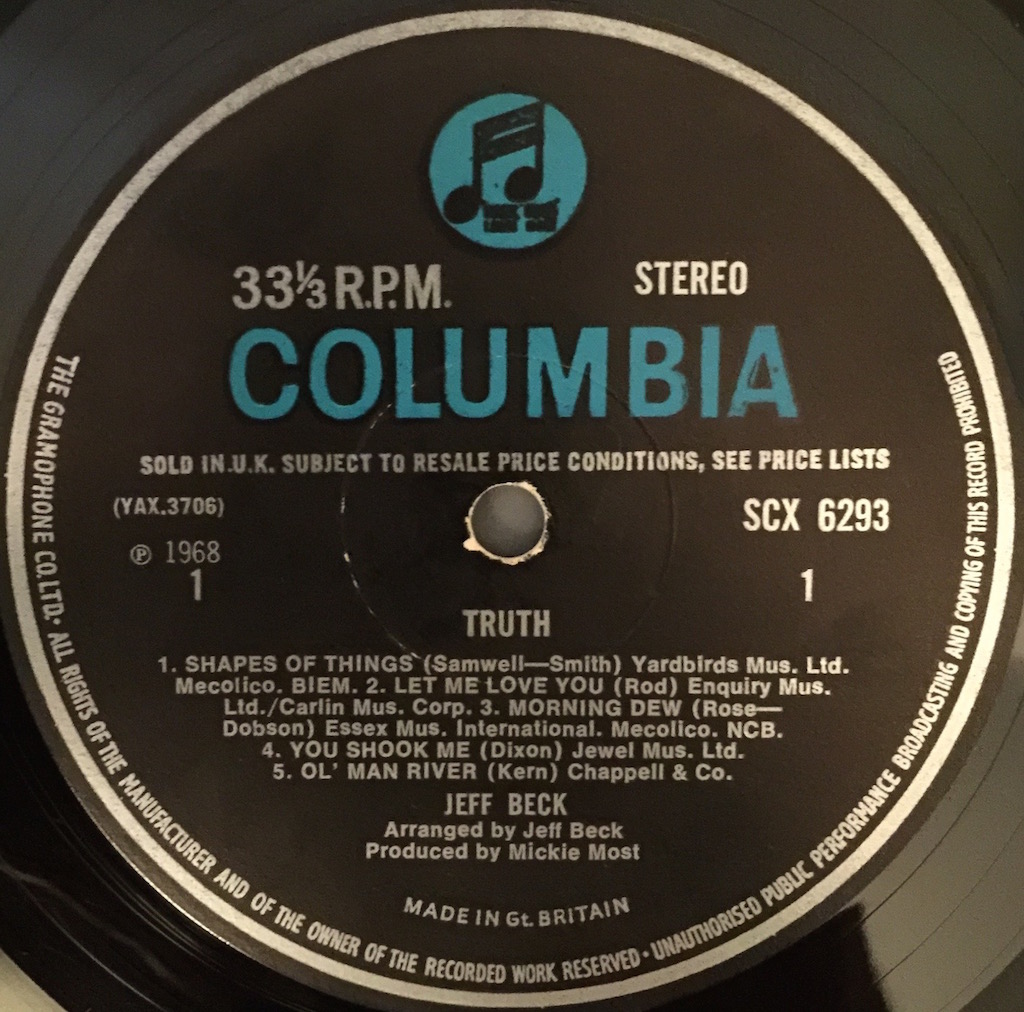 33⅓ R.P.M.
STEREO
COLUMBIA
SOLD IN.U.K. SUBJECT TO RESALE PRICE CONDITIONS, SEE PRICE LISTS
(YAX.3706)
SCX 6293
℗ 1968
1
1
TRUTH
1. SHAPES OF THINGS (Samwell—Smith) Yardbirds Mus. Ltd.
Mecolico. BIEM. 2. LET ME LOVE YOU (Rod) Enquiry Mus.
Ltd./Carlin Mus. Corp. 3. MORNING DEW (Rose—
Dobson) Essex Mus. International. Mecolico. NCB.
4. YOU SHOOK ME (Dixon) Jewel Mus. Ltd.
5. OL' MAN RIVER (Kern) Chappell & Co.
JEFF BECK
Arranged by Jeff Beck
Produced by Mickie Most
MADE IN Gt. BRITAIN
THE GRAMOPHONE CO.LTD. • ALL RIGHTS OF THE MANUFACTURER AND OF THE OWNER OF THE RECORDED WORK RESERVED • UNAUTHORISED PUBLIC PERFORMANCE BROADCASTING AND COPYING OF THIS RECORD PROHIBITED